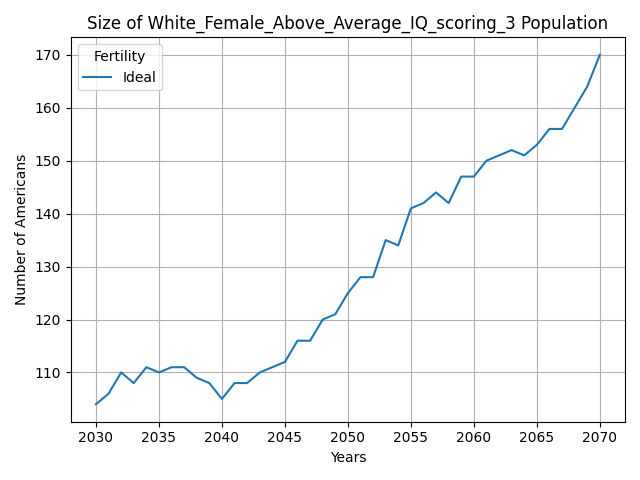 Size of White_Female_Above_Average_IQ_scoring_3 Population
Fertility
Ideal
Number of Americans
170
160
150
140
130
120
110
2030 2035 2040 2045 2050 2055 2060 2065 2070
Years